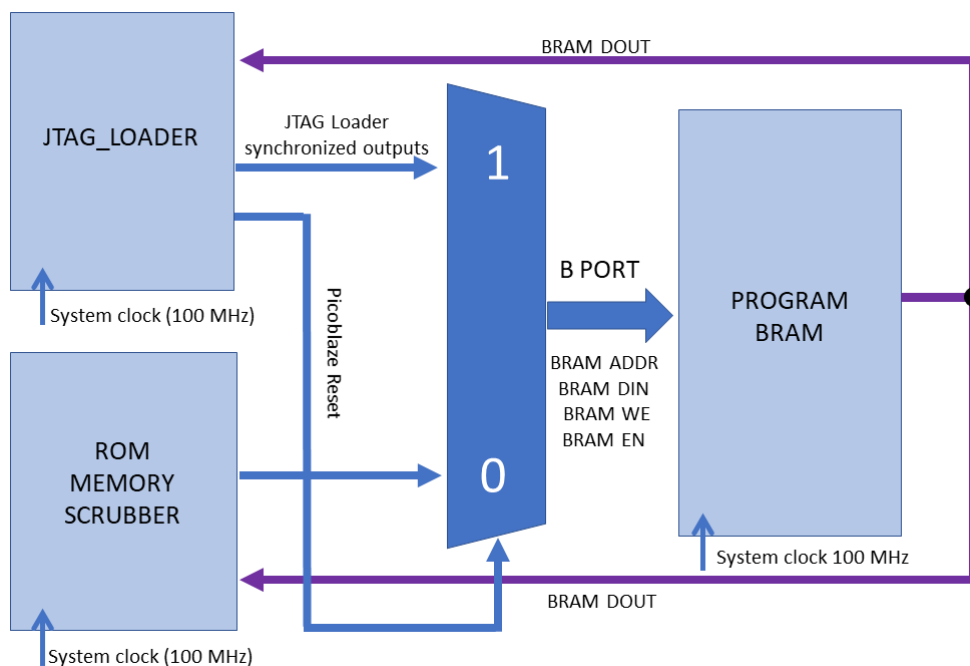 BRAM DOUT
JTAG_LOADER
JTAG Loader
synchronized outputs
1
System clock (100 MHz)
Picoblaze Reset
B PORT
PROGRAM
BRAM
BRAM ADDR
BRAM DIN
BRAM WE
BRAM EN
ROM
MEMORY
SCRUBBER
0
System clock 100 MHz
BRAM DOUT
System clock (100 MHz)